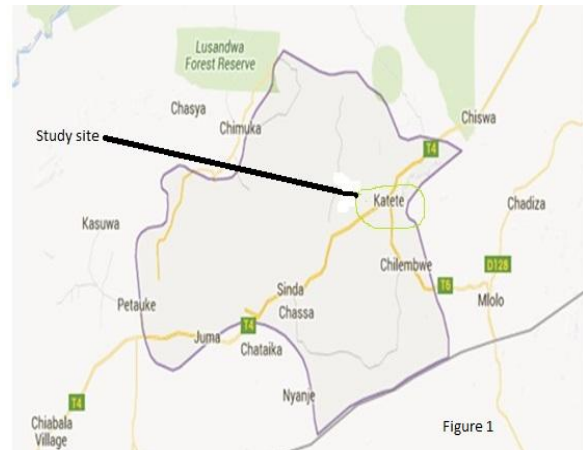 Lusandwa
Forest Reserve
Chasya
Chimuka
Chiswa
Study site
T4
Katete
Chadiza
Kasuwa
Chilembwe
D128
Sinda
T6
Petauke
Chassa
Mlolo
Juma
T4
Chataika
Nyanje
T4
Chiabala
Village
Figure 1